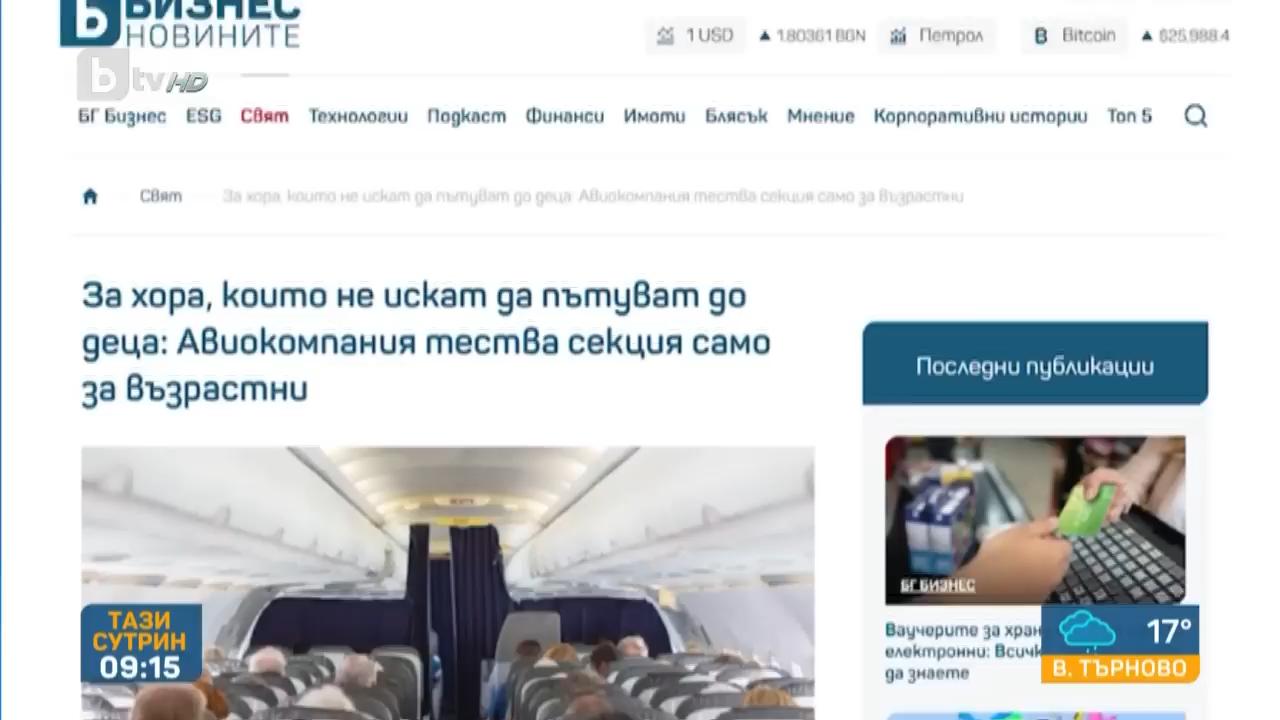 b БИЗНЕС
НОВИНИТЕ
1 USD ▲ 1.80361 BGN Петрол Bitcoin ▲ $25,988.4
btv HD
БГ Бизнес ESG Свят Технологии Подкаст Финанси Имоти Блясък Мнение Корпоративни истории Топ 5
Свят За хора, които не искат да пътуват до деца: Авиокомпания тества секция само за възрастни
За хора, които не искат да пътуват до
деца: Авиокомпания тества секция само
за възрастни
Последни публикации
БГ БИЗНЕС
Ваучерите за хран
електронни: Всичк
да знаете
ТАЗИ
СУТРИН
09:15
17°
В. ТЪРНОВО